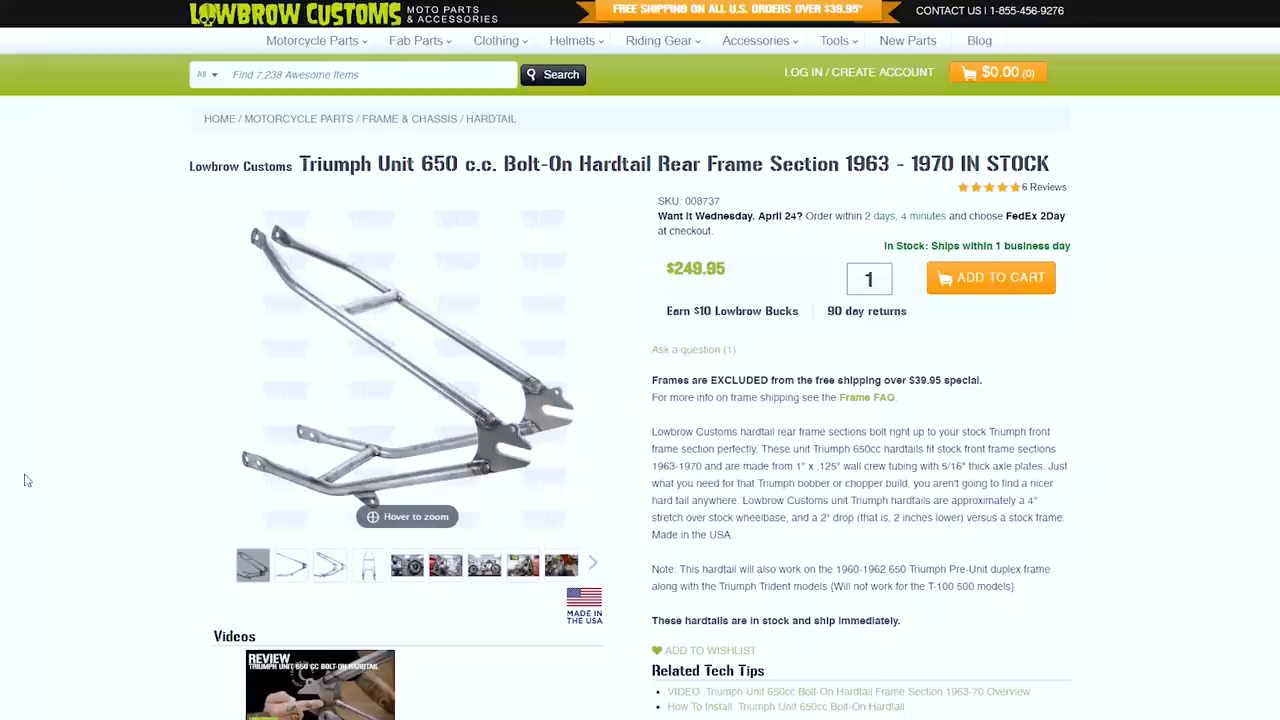 LOWBROW CUSTOMS MOTO PARTS & ACCESSORIES
FREE SHIPPING ON ALL U.S. ORDERS OVER $39.95*
CONTACT US | 1-855-456-9276
Motorcycle Parts Fab Parts Clothing Helmets Riding Gear Accessories Tools New Parts Blog
All Find 7,238 Awesome Items Search
LOG IN / CREATE ACCOUNT $0.00 (0)
HOME / MOTORCYCLE PARTS / FRAME & CHASSIS / HARDTAIL
Lowbrow Customs Triumph Unit 650 c.c. Bolt-On Hardtail Rear Frame Section 1963 - 1970 IN STOCK
6 Reviews
SKU: 008737
Want it Wednesday, April 24? Order within 2 days, 4 minutes and choose FedEx 2Day
at checkout.
In Stock: Ships within 1 business day
$249.95 1 ADD TO CART
Earn $10 Lowbrow Bucks 90 day returns
Ask a question (1)
Frames are EXCLUDED from the free shipping over $39.95 special.
For more info on frame shipping see the Frame FAQ.
Lowbrow Customs hardtail rear frame sections bolt right up to your stock Triumph front
frame section perfectly. These unit Triumph 650cc hardtails fit stock front frame sections
1963-1970 and are made from 1" x .125" wall crew tubing with 5/16" thick axle plates. Just
what you need for that Triumph bobber or chopper build, you aren't going to find a nicer
hard tail anywhere. Lowbrow Customs unit Triumph hardtails are approximately a 4"
stretch over stock wheelbase, and a 2" drop (that is, 2 inches lower) versus a stock frame.
Made in the USA.
Note: This hardtail will also work on the 1960-1962 650 Triumph Pre-Unit duplex frame
along with the Triumph Trident models {Will not work for the T-100 500 models}
These hardtails are in stock and ship immediately.
ADD TO WISHLIST
Related Tech Tips
VIDEO Triumph Unit 650cc Bolt-On Hardtail Frame Section 1963-70 Overview
How To Install Triumph Unit 650cc Bolt-On Hardtail
Hover to zoom
MADE IN
THE USA
Videos
REVIEW
TRIUMPH UNIT 650 CC BOLT-ON HARDTAIL